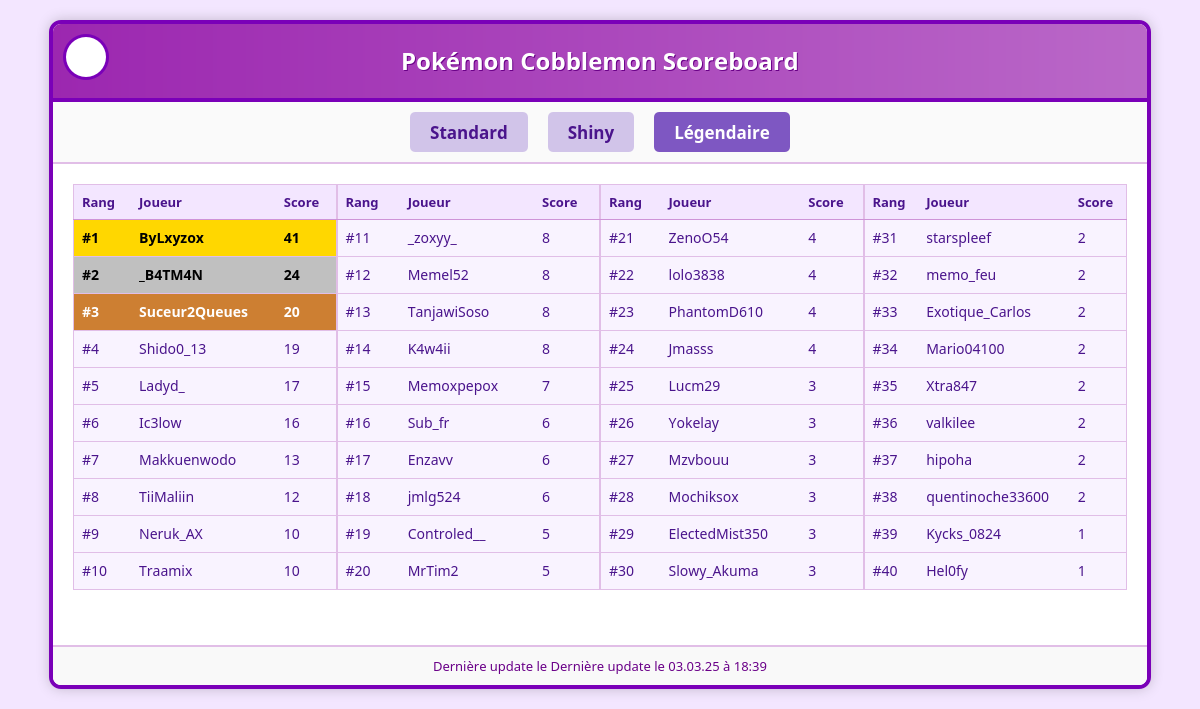 Pokémon Cobblemon Scoreboard
Standard Shiny Légendaire
Rang Joueur Score Rang Joueur Score Rang Joueur Score Rang Joueur Score
#1 ByLxyzox 41 #11 _zoxyy_ 8 #21 ZenoO54 4 #31 starspleef 2
#2 _B4TM4N 24 #12 Memel52 8 #22 lolo3838 4 #32 memo_feu 2
#3 Suceur2Queues 20 #13 TanjawiSoso 8 #23 PhantomD610 4 #33 Exotique_Carlos 2
#4 Shido0_13 19 #14 K4w4ii 8 #24 Jmasss 4 #34 Mario04100 2
#5 Ladyd_ 17 #15 Memoxpepox 7 #25 Lucm29 3 #35 Xtra847 2
#6 Ic3low 16 #16 Sub_fr 6 #26 Yokelay 3 #36 valkilee 2
#7 Makkuenwodo 13 #17 Enzavv 6 #27 Mzvbouu 3 #37 hipoha 2
#8 TiiMaliin 12 #18 jmlg524 6 #28 Mochiksox 3 #38 quentinoche33600 2
#9 Neruk_AX 10 #19 Controled__ 5 #29 ElectedMist350 3 #39 Kycks_0824 1
#10 Traamix 10 #20 MrTim2 5 #30 Slowy_Akuma 3 #40 Hel0fy 1
Dernière update le Dernière update le 03.03.25 à 18:39